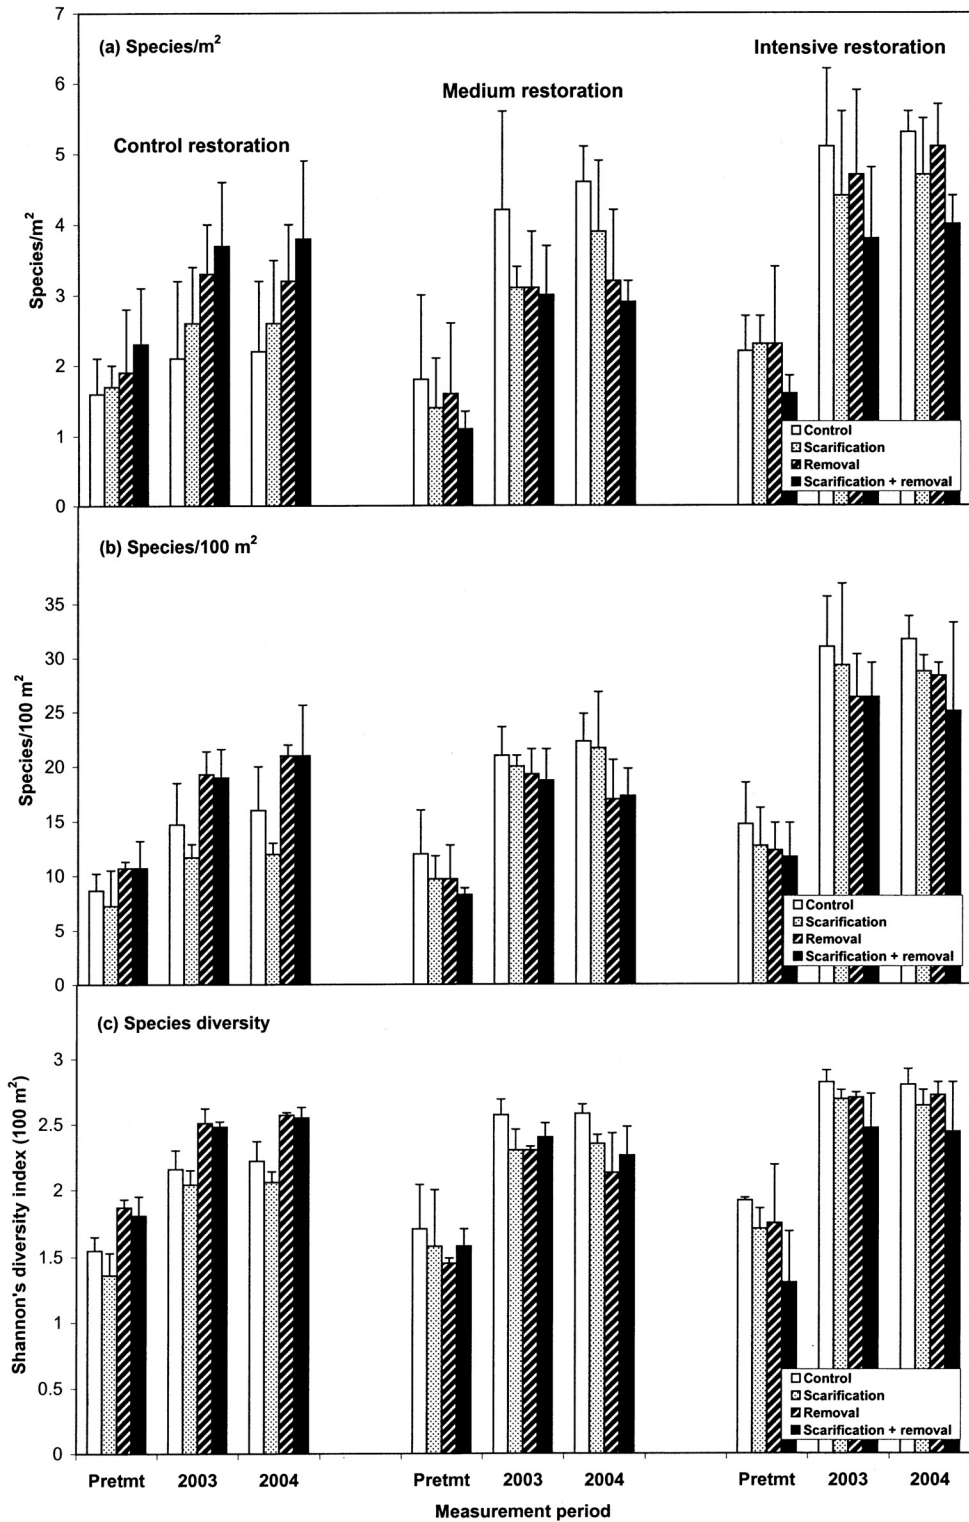 (a) Species/m²
Control restoration
Medium restoration
Intensive restoration
Species/m²
7
6
5
4
3
2
1
0
Control
Scarification
Removal
Scarification + removal
(b) Species/100 m²
Species/100 m²
35
30
25
20
15
10
5
0
Control
Scarification
Removal
Scarification + removal
(c) Species diversity
Shannon's diversity index (100 m²)
3
2.5
2
1.5
1
0.5
0
Control
Scarification
Removal
Scarification + removal
Pretmt 2003 2004 Pretmt 2003 2004 Pretmt 2003 2004
Measurement period